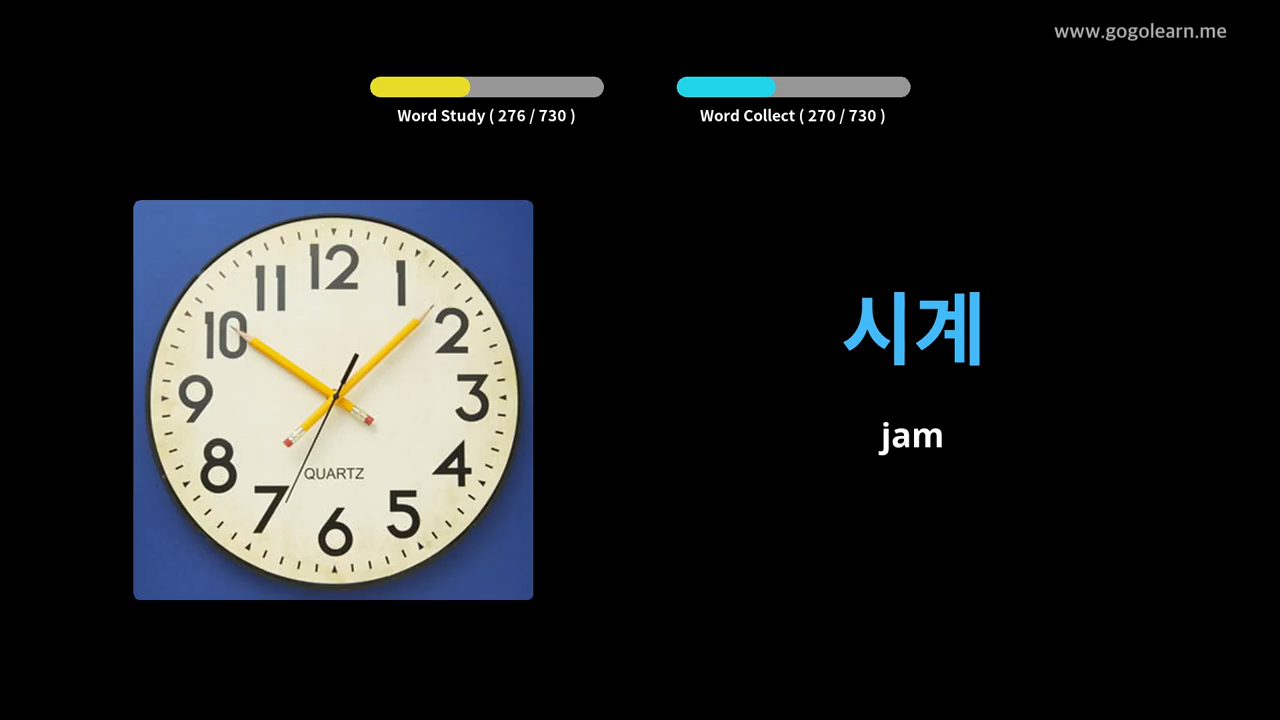 www.gogolearn.me
Word Study ( 276 / 730 )
Word Collect ( 270 / 730 )
12
11
1
10
2
9
3
8
4
7
5
6
QUARTZ
시계
jam